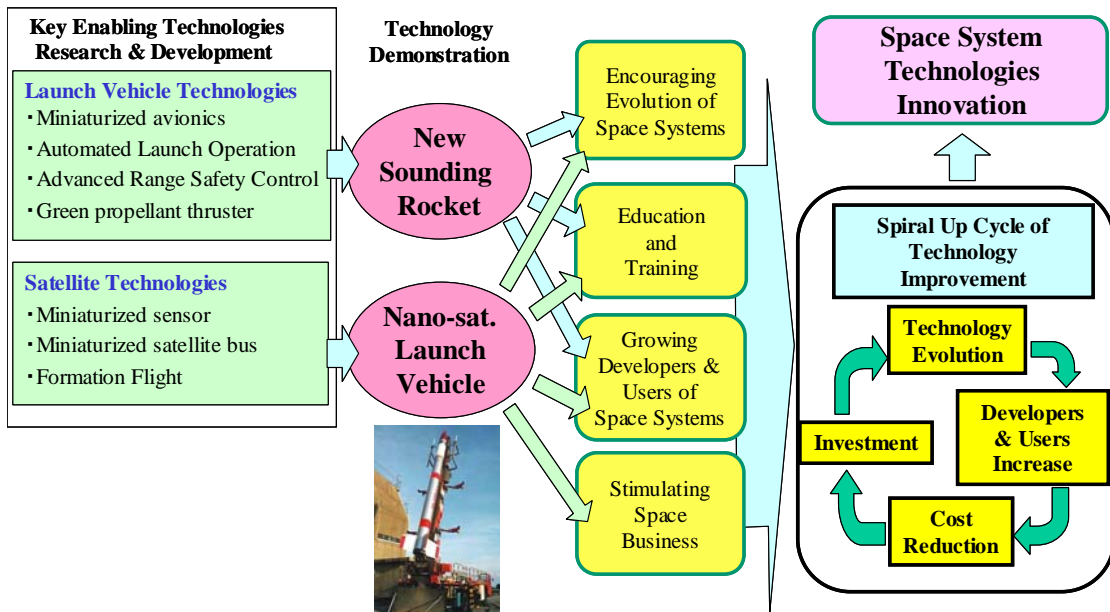 Key Enabling Technologies
Research & Development
Launch Vehicle Technologies
・Miniaturized avionics
・Automated Launch Operation
・Advanced Range Safety Control
・Green propellant thruster
Satellite Technologies
・Miniaturized sensor
・Miniaturized satellite bus
・Formation Flight
Technology
Demonstration
New
Sounding
Rocket
Nano-sat.
Launch
Vehicle
Encouraging
Evolution of
Space Systems
Education
and
Training
Growing
Developers &
Users of
Space Systems
Stimulating
Space
Business
Space System
Technologies
Innovation
Spiral Up Cycle of
Technology
Improvement
Technology
Evolution
Developers
& Users
Increase
Cost
Reduction
Investment